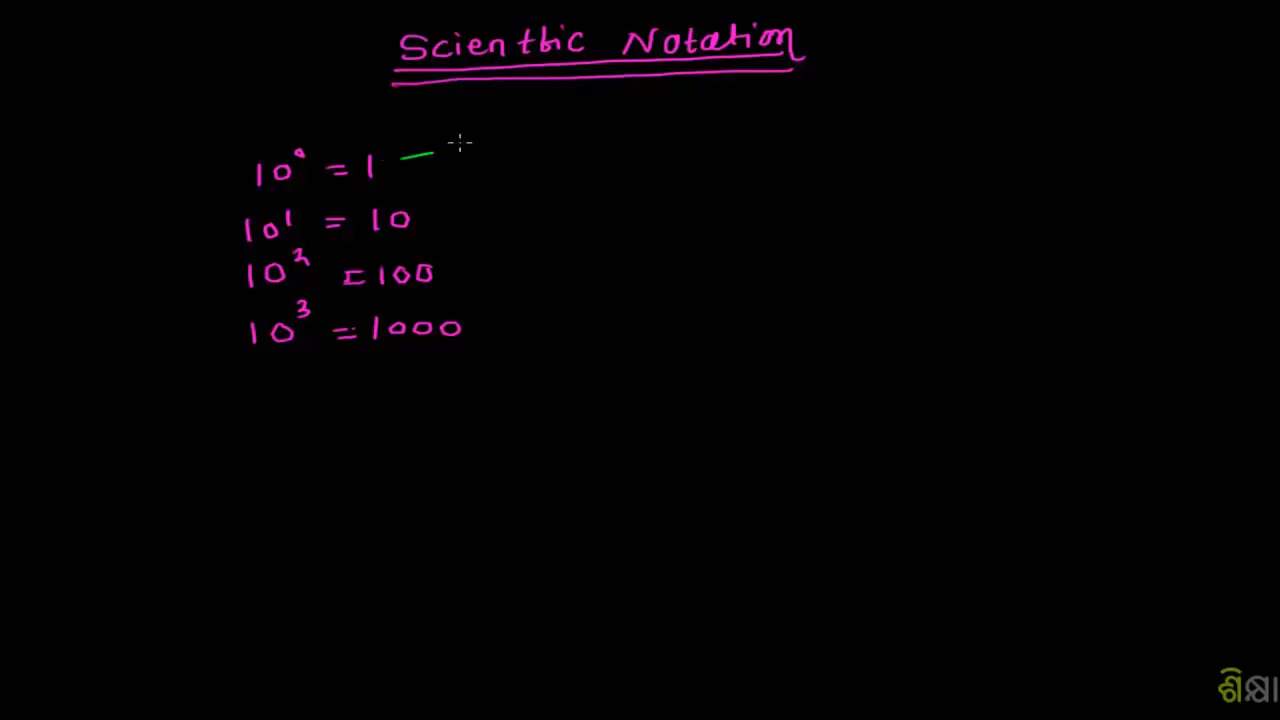 Scientific Notation
10⁰ = 1
10¹ = 10
10² = 100
10³ = 1000
ଶିକ୍ଷା